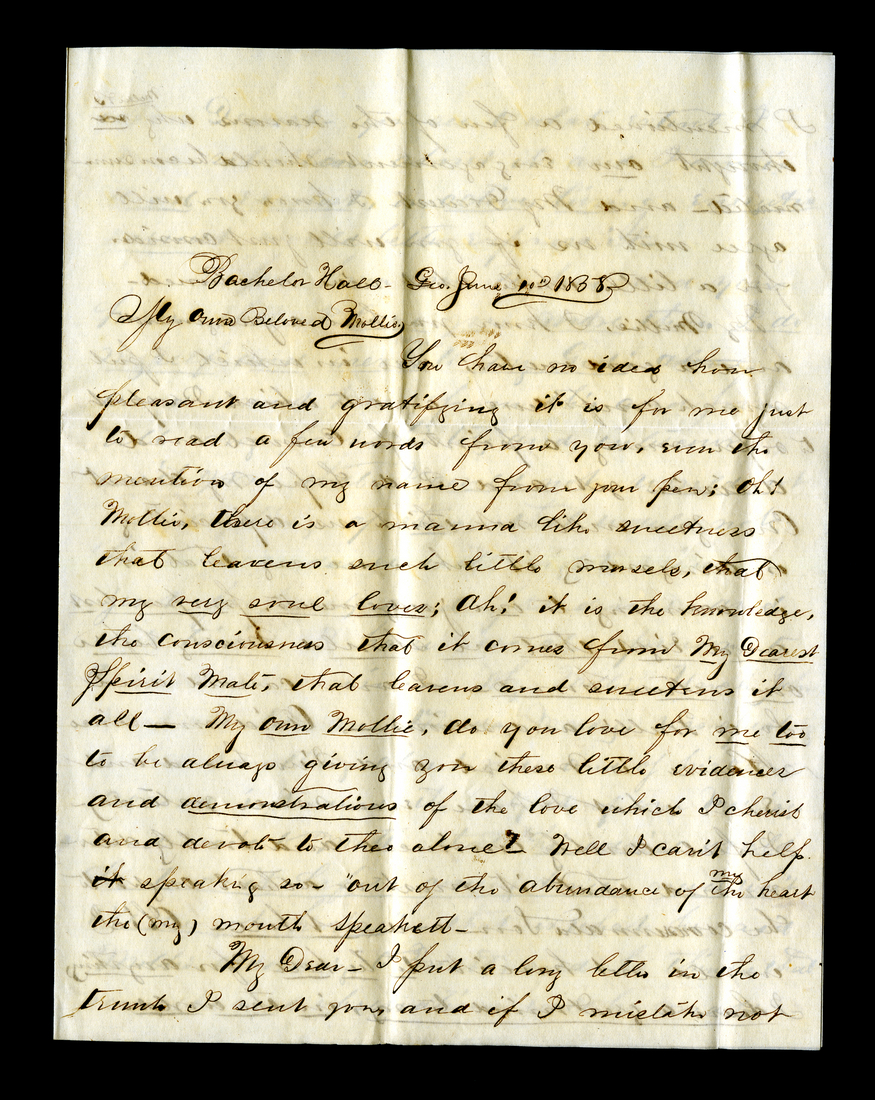 Bachelor Hall - Geo. June 10th 1858
My Own Beloved Mollie,
You have no idea how
pleasant and gratifying it is for me just
to read a few words from you, even the
mention of my name from your pen; Oh!
Mollie, there is a manna like sweetness
that leavens such little morsels, that
my very soul loves; Ah! it is the knowledge,
the consciousness that it comes from My Dearest
Spirit Mate, that leavens and sweetens it
all — My own Mollie, do you love for me too
to be always giving you these little evidences
and demonstrations of the love which I cherish
and devote to thee alone? Well I can't help
it speaking so - "out of the abundance of the my heart
the (my) mouth speaketh -
My Dear - I put a long letter in the
trunk I sent you, and if I mistake not